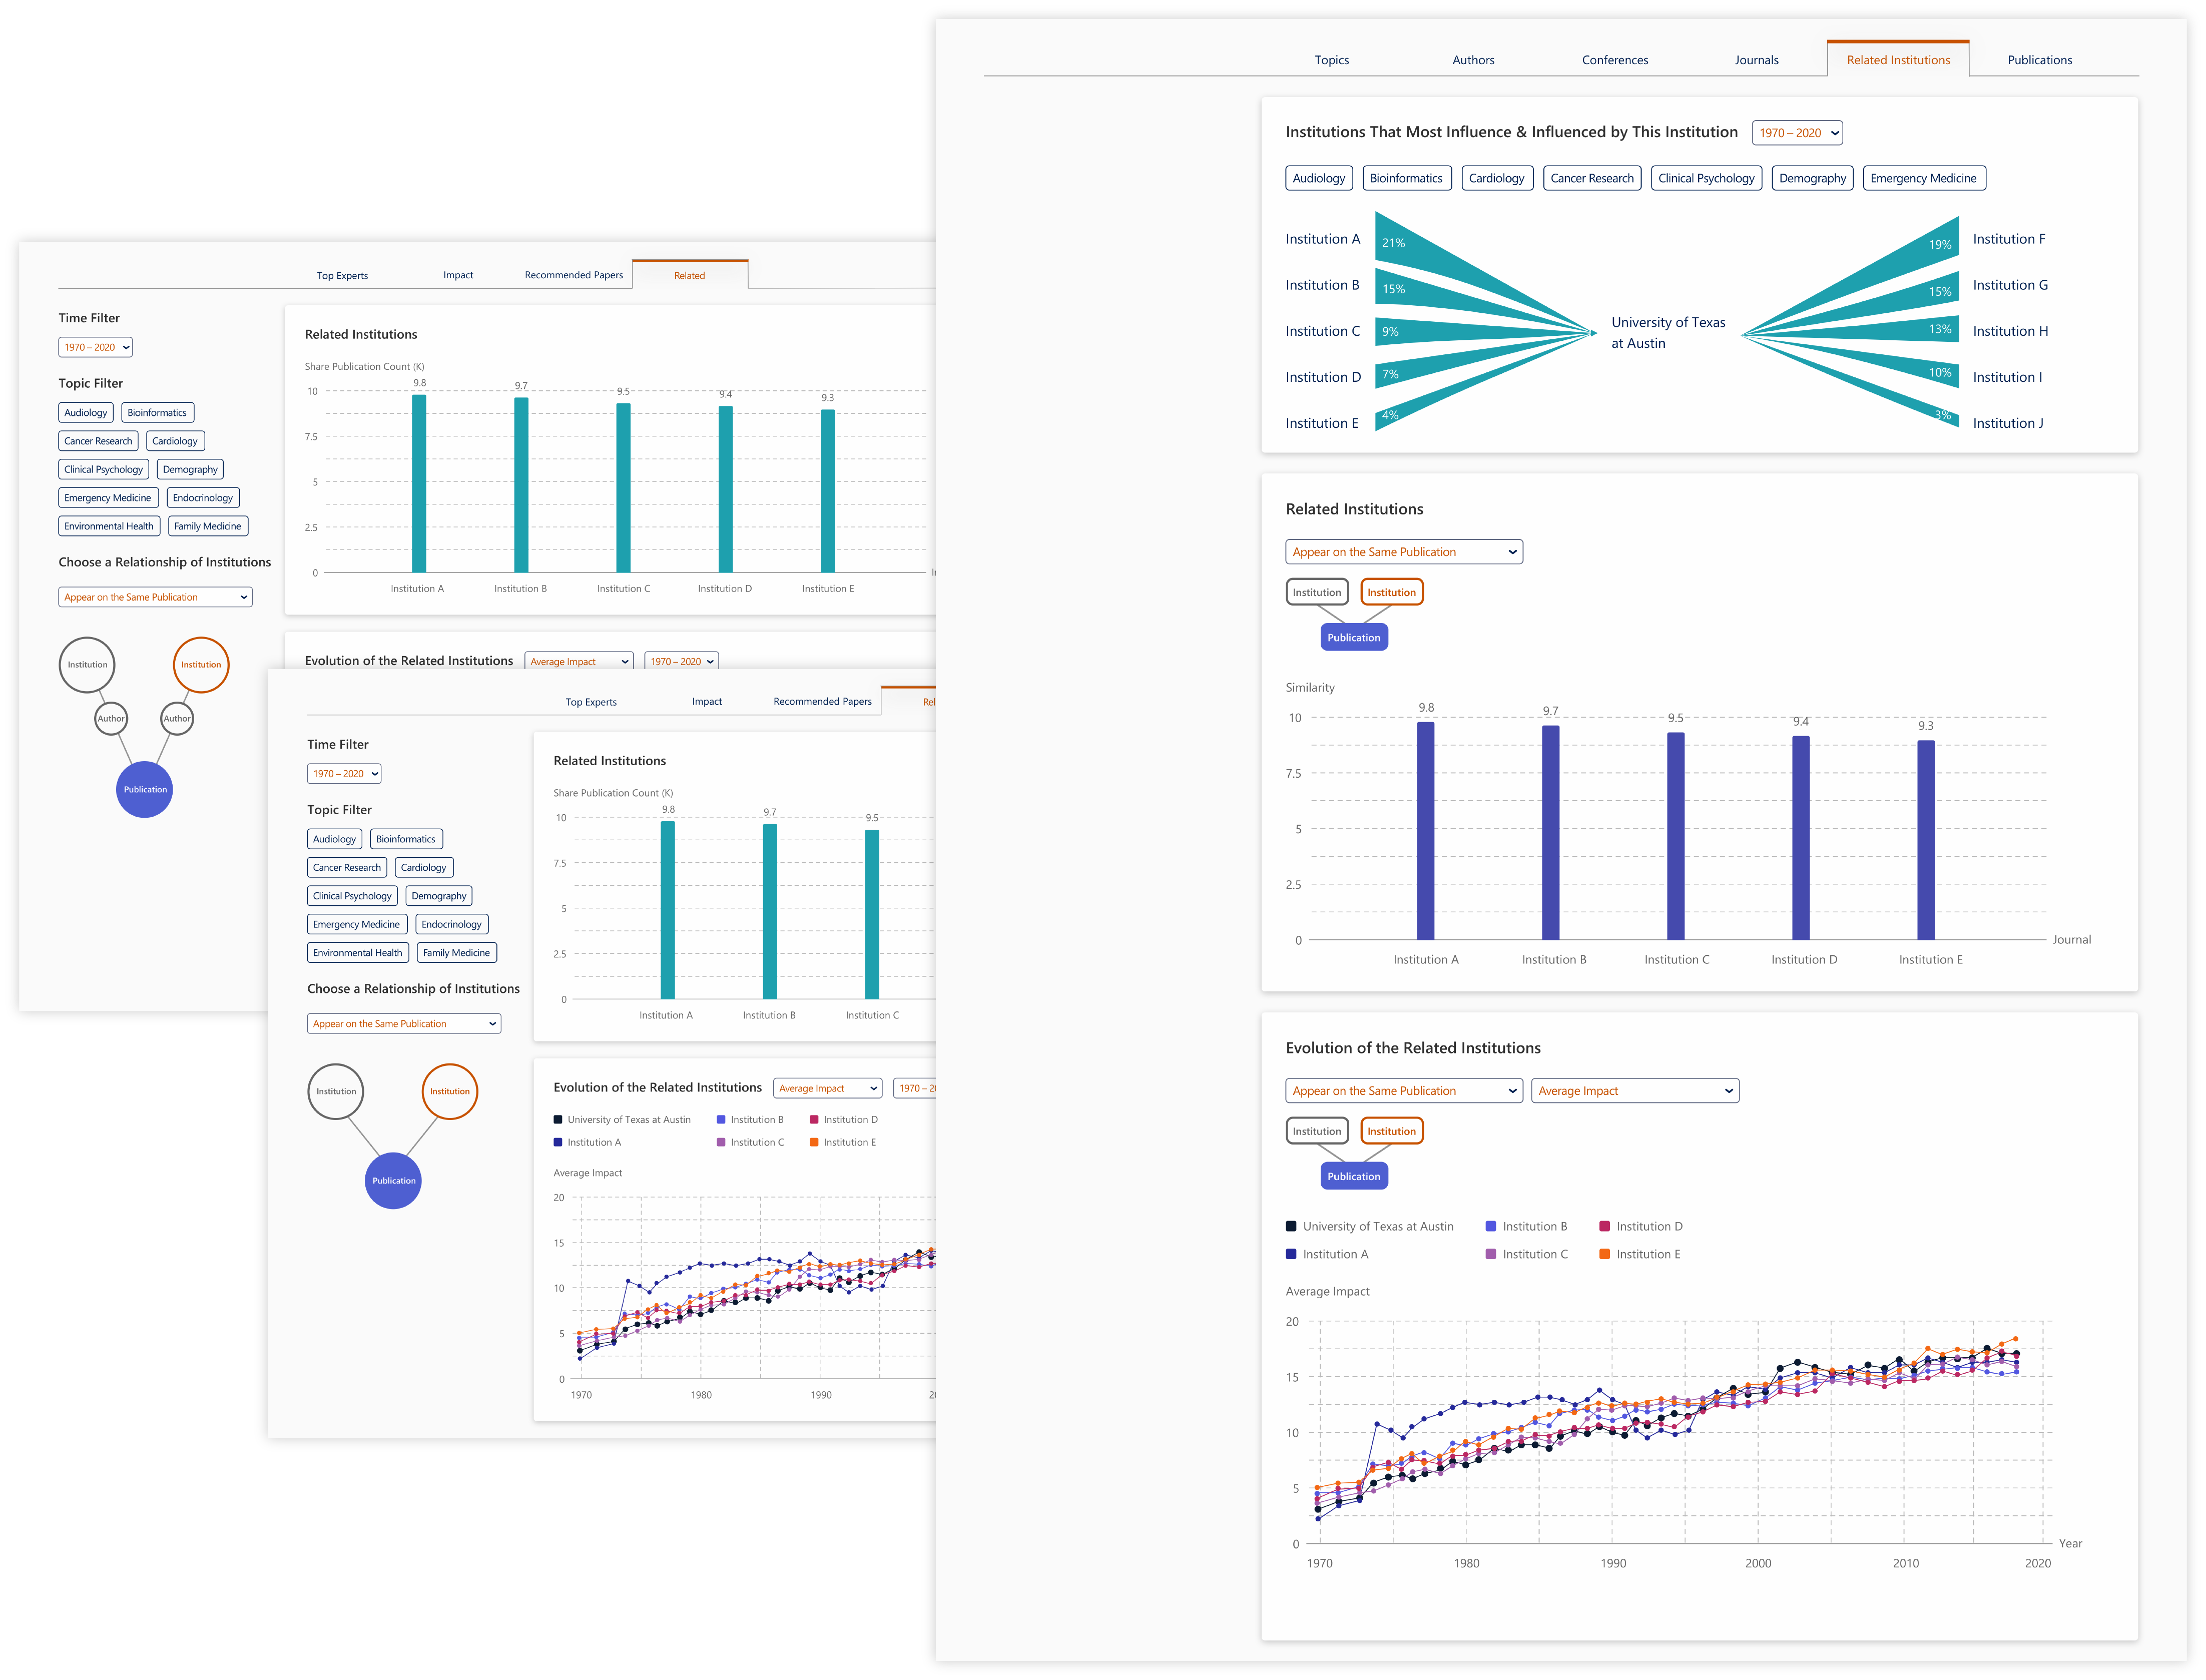 Topics Authors Conferences Journals Related Institutions Publications
Institutions That Most Influence & Influenced by This Institution 1970 – 2020
Audiology Bioinformatics Cardiology Cancer Research Clinical Psychology Demography Emergency Medicine
Institution A 21% 19% Institution F
Institution B 15% 15% Institution G
University of Texas
at Austin
Institution C 9% 13% Institution H
Institution D 7% 10% Institution I
Institution E 4% 3% Institution J
Related Institutions
Appear on the Same Publication
Institution Institution
Publication
Similarity
10 9.8 9.7 9.5 9.4 9.3
7.5
5
2.5
0 Journal
Institution A Institution B Institution C Institution D Institution E
Evolution of the Related Institutions
Appear on the Same Publication Average Impact
Institution Institution
Publication
University of Texas at Austin Institution B Institution D
Institution A Institution C Institution E
Average Impact
20
15
10
5
0 Year
1970 1980 1990 2000 2010 2020
Top Experts Impact Recommended Papers Related
Time Filter
1970 – 2020
Topic Filter
Audiology Bioinformatics
Cancer Research Cardiology
Clinical Psychology Demography
Emergency Medicine Endocrinology
Environmental Health Family Medicine
Choose a Relationship of Institutions
Appear on the Same Publication
Institution Institution
Author Author
Publication
Related Institutions
Share Publication Count (K)
10 9.8 9.7 9.5 9.4 9.3
7.5
5
2.5
0
Institution A Institution B Institution C Institution D Institution E
Evolution of the Related Institutions Average Impact 1970 – 2020
Top Experts Impact Recommended Papers Rel
Time Filter
1970 – 2020
Topic Filter
Audiology Bioinformatics
Cancer Research Cardiology
Clinical Psychology Demography
Emergency Medicine Endocrinology
Environmental Health Family Medicine
Choose a Relationship of Institutions
Appear on the Same Publication
Institution Institution
Publication
Related Institutions
Share Publication Count (K)
10 9.8 9.7 9.5
7.5
5
2.5
0
Institution A Institution B Institution C
Evolution of the Related Institutions Average Impact 1970 – 2
University of Texas at Austin Institution B Institution D
Institution A Institution C Institution E
Average Impact
20
15
10
5
0
1970 1980 1990